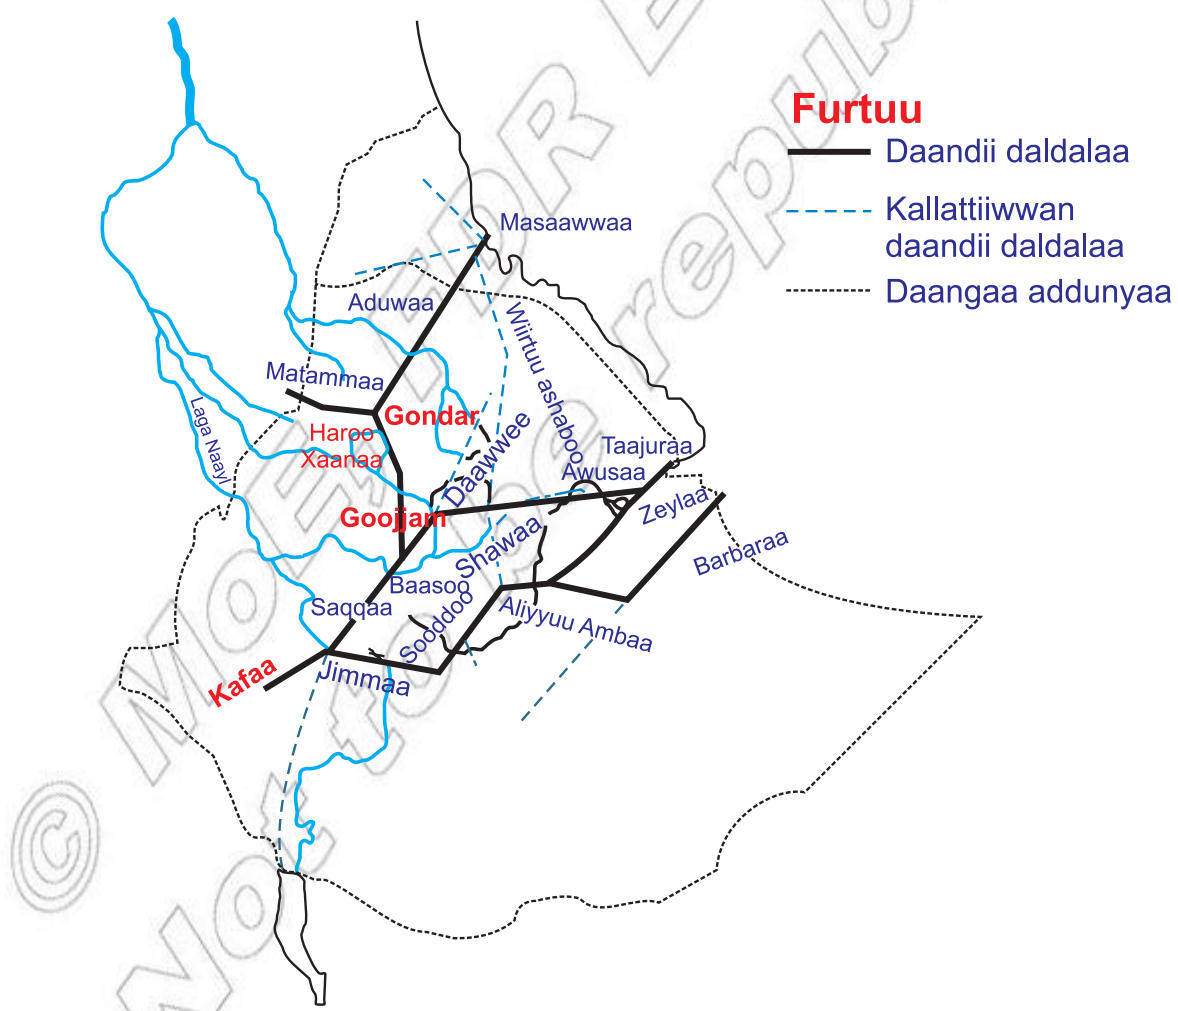 Furtuu
Daandii daldalaa
Kallattiiwwan
daandii daldalaa
Daangaa addunyaa
Masaawwaa
Aduwaa
Wiirtuu ashaboo
Matammaa
Gondar
Haroo
Xaanaa
Laga Naayl
Daawwee
Taajuraa
Awusaa
Zeylaa
Goojjam
Shawaa
Barbaraa
Baasoo
Saqqaa
Sooddoo
Aliyyuu Ambaa
Kafaa
Jimmaa